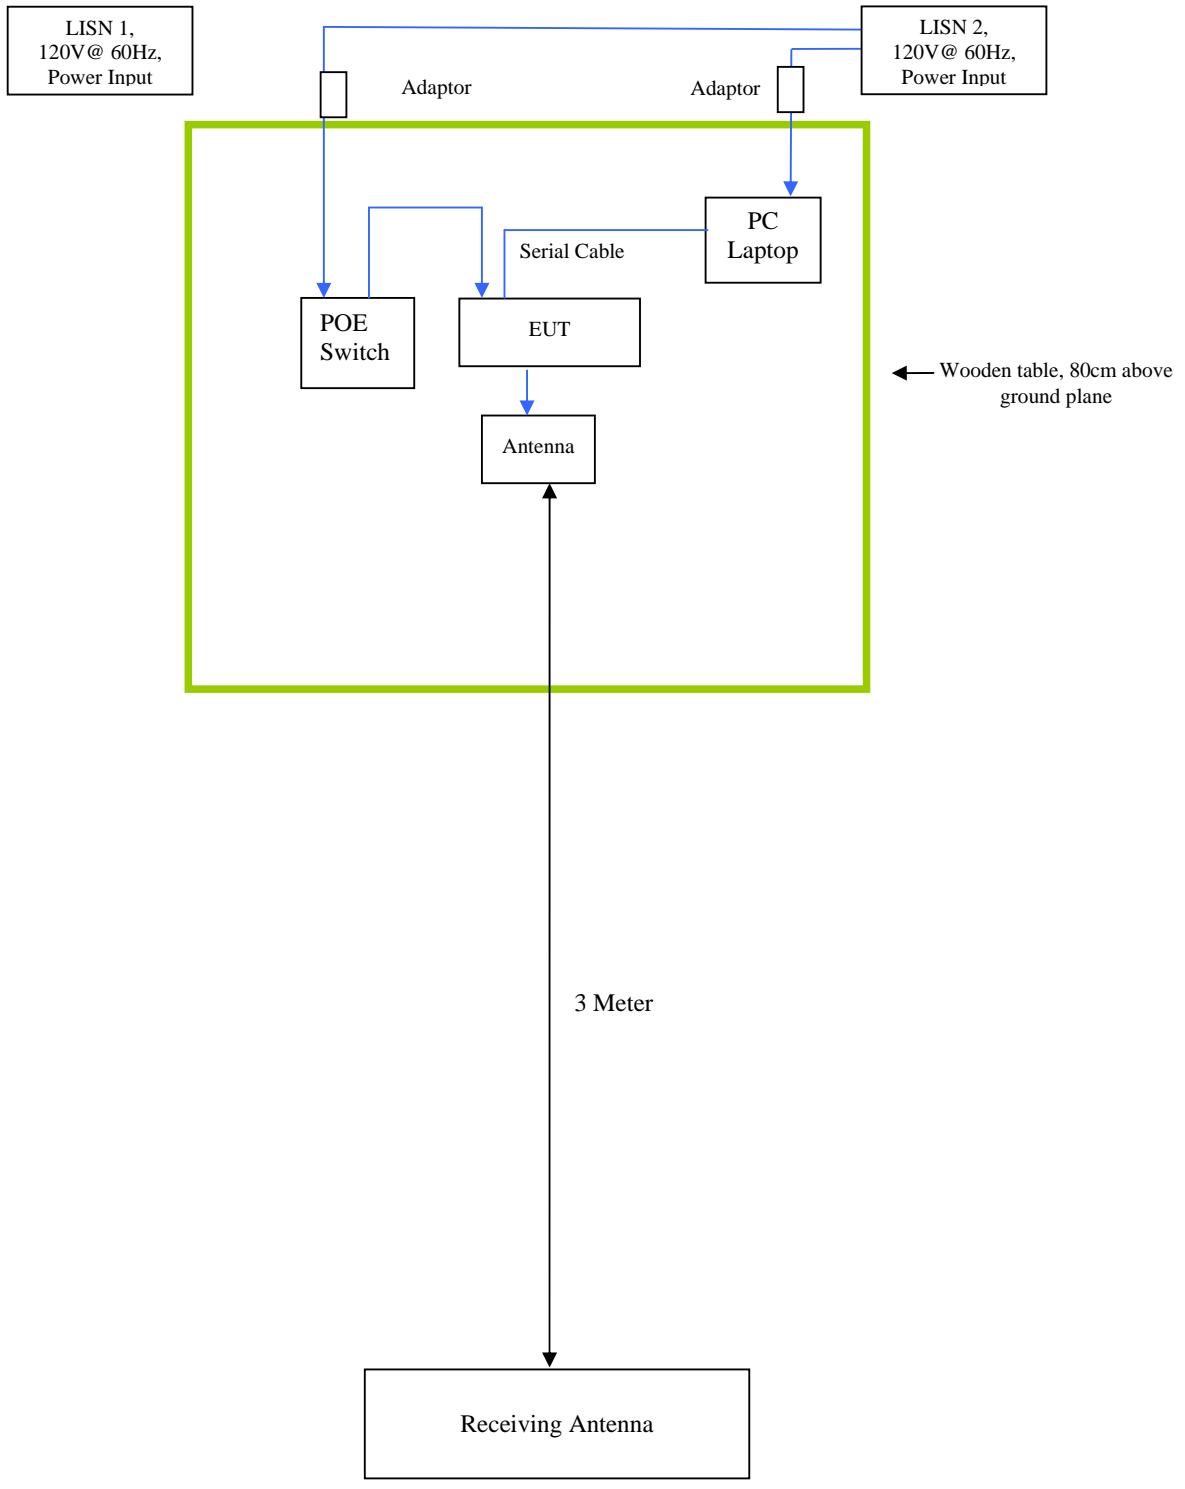 LISN 1,
120V@ 60Hz,
Power Input
LISN 2,
120V@ 60Hz,
Power Input
Adaptor
Adaptor
PC
Laptop
Serial Cable
POE
Switch
EUT
Wooden table, 80cm above
ground plane
Antenna
3 Meter
Receiving Antenna